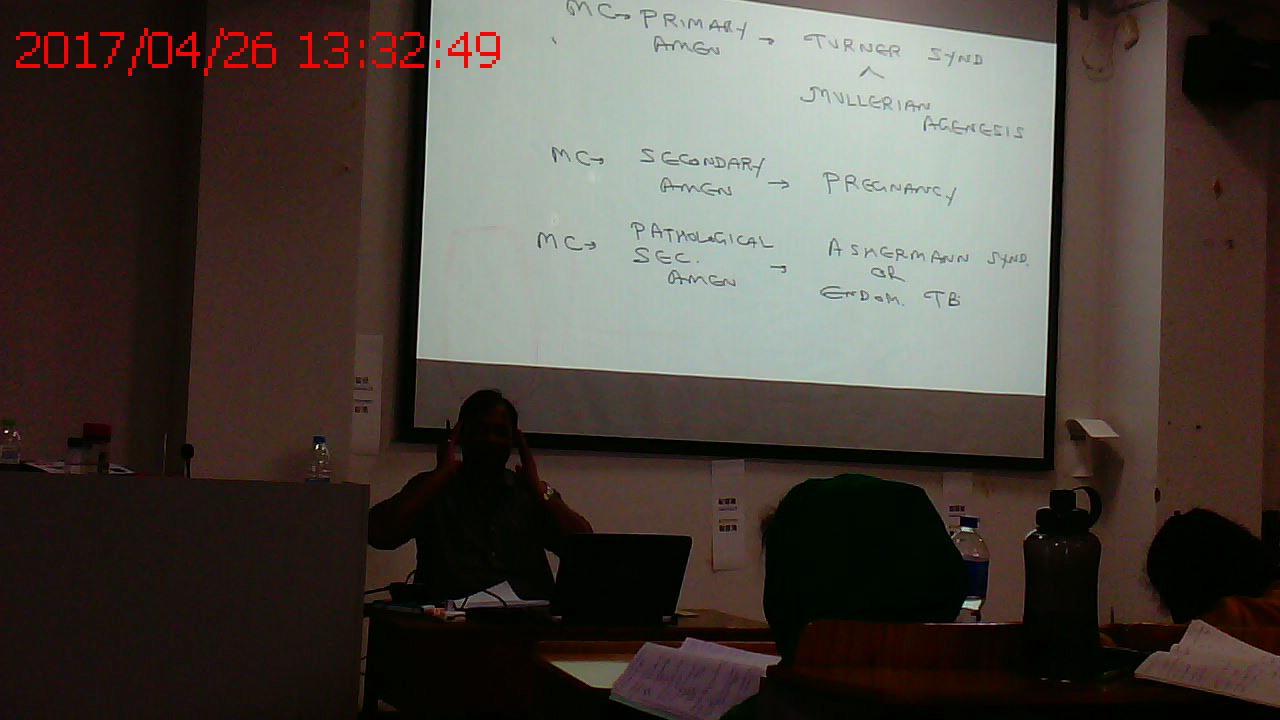 2017/04/26 13:32:49
MC→ PRIMARY AMEN → TURNER SYND
^
MULLERIAN AGENESIS
MC→ SECONDARY AMEN → PREGNANCY
MC→ PATHOLOGICAL SEC. AMEN → ASHERMANN SYND.
OR
ENDOM. TB